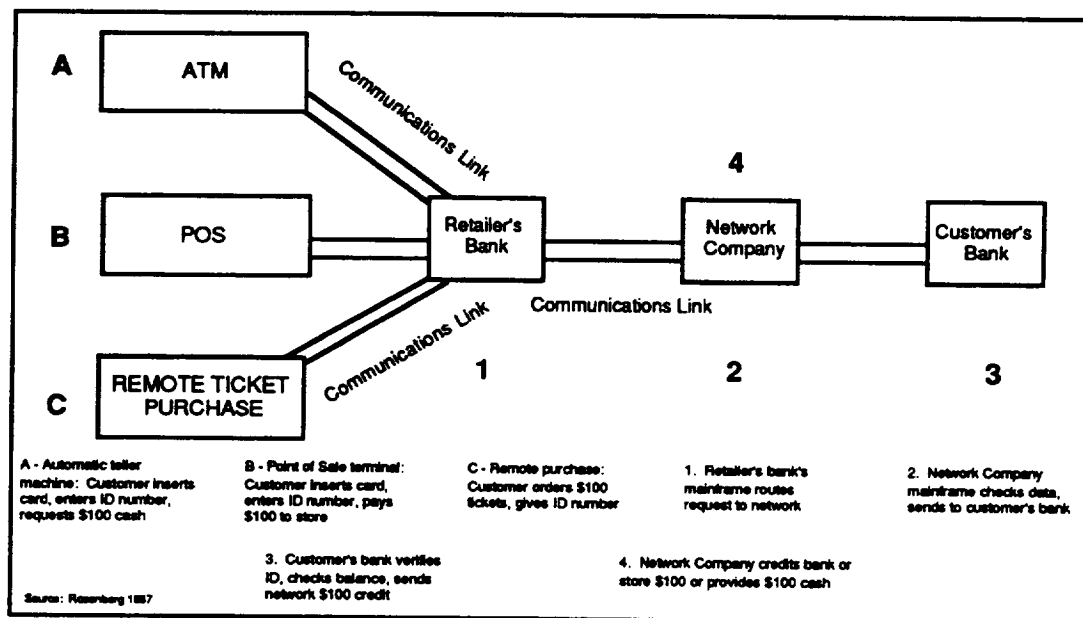 A
ATM
Communications Link
4
B
POS
Retailer's
Bank
Network
Company
Customer's
Bank
Communications Link
Communications Link
1
2
3
C
REMOTE TICKET
PURCHASE
A - Automatic teller
machine: Customer inserts
card, enters ID number,
requests $100 cash
B - Point of Sale terminal:
Customer inserts card,
enters ID number, pays
$100 to store
C - Remote purchase:
Customer orders $100
tickets, gives ID number
1. Retailer's bank's
mainframe routes
request to network
2. Network Company
mainframe checks data,
sends to customer's bank
3. Customer's bank verifies
ID, checks balance, sends
network $100 credit
4. Network Company credits bank or
store $100 or provides $100 cash
Source: Rosenberg 1987